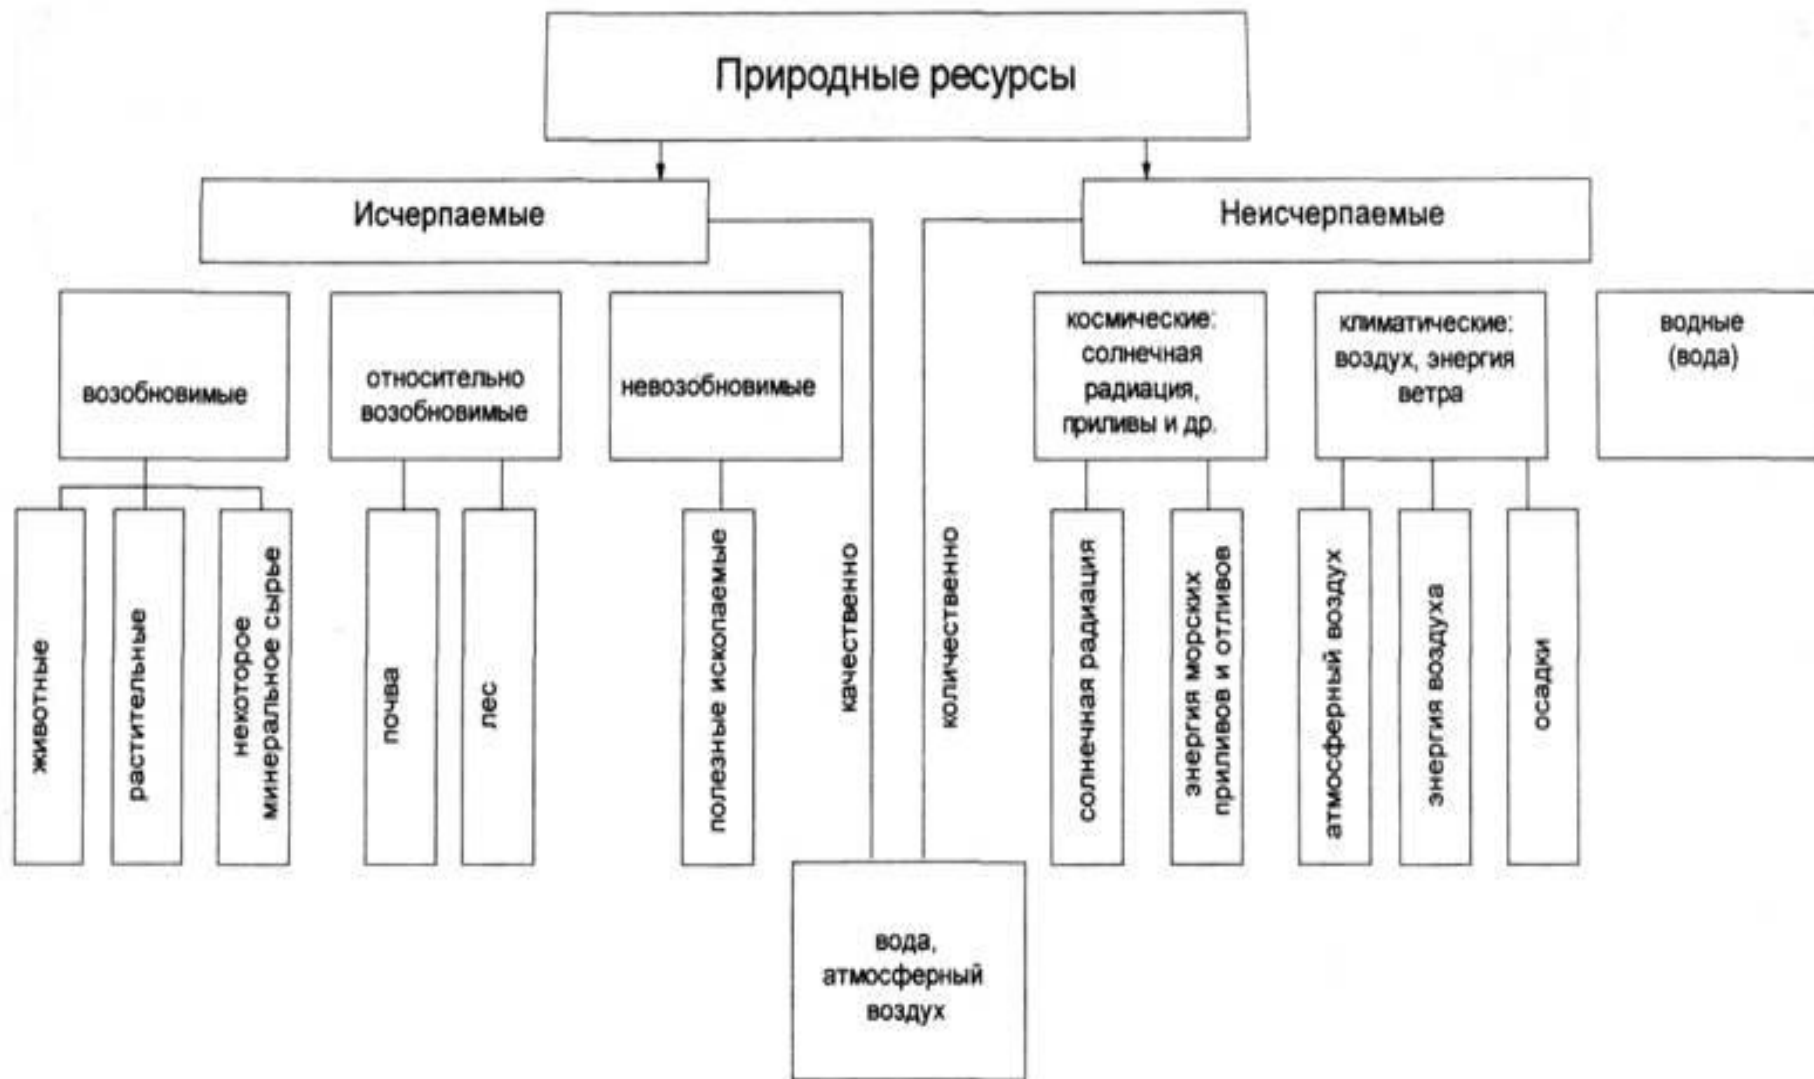 Природные ресурсы
Исчерпаемые
Неисчерпаемые
возобновимые
относительно
возобновимые
невозобновимые
космические:
солнечная
радиация,
приливы и др.
климатические:
воздух, энергия
ветра
водные
(вода)
животные
растительные
некоторое
минеральное сырье
почва
лес
полезные ископаемые
качественно
количественно
солнечная радиация
энергия морских
приливов и отливов
атмосферный воздух
энергия воздуха
осадки
вода,
атмосферный
воздух